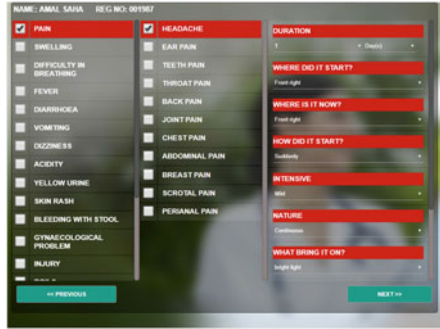 NAME: AMAL SAHA REG NO: 001987
PAIN
SWELLING
DIFFICULTY IN
BREATHING
FEVER
DIARRHOEA
VOMITING
DIZZINESS
ACIDITY
YELLOW URINE
SKIN RASH
BLEEDING WITH STOOL
GYNAECOLOGICAL
PROBLEM
INJURY
HEADACHE
EAR PAIN
TEETH PAIN
THROAT PAIN
BACK PAIN
JOINT PAIN
CHEST PAIN
ABDOMINAL PAIN
BREAST PAIN
SCROTAL PAIN
PERIANAL PAIN
DURATION
1 Day(s)
WHERE DID IT START?
Front-right
WHERE IS IT NOW?
Front-right
HOW DID IT START?
Suddenly
INTENSIVE
Mild
NATURE
Continuous
WHAT BRING IT ON?
bright light
<< PREVIOUS
NEXT >>